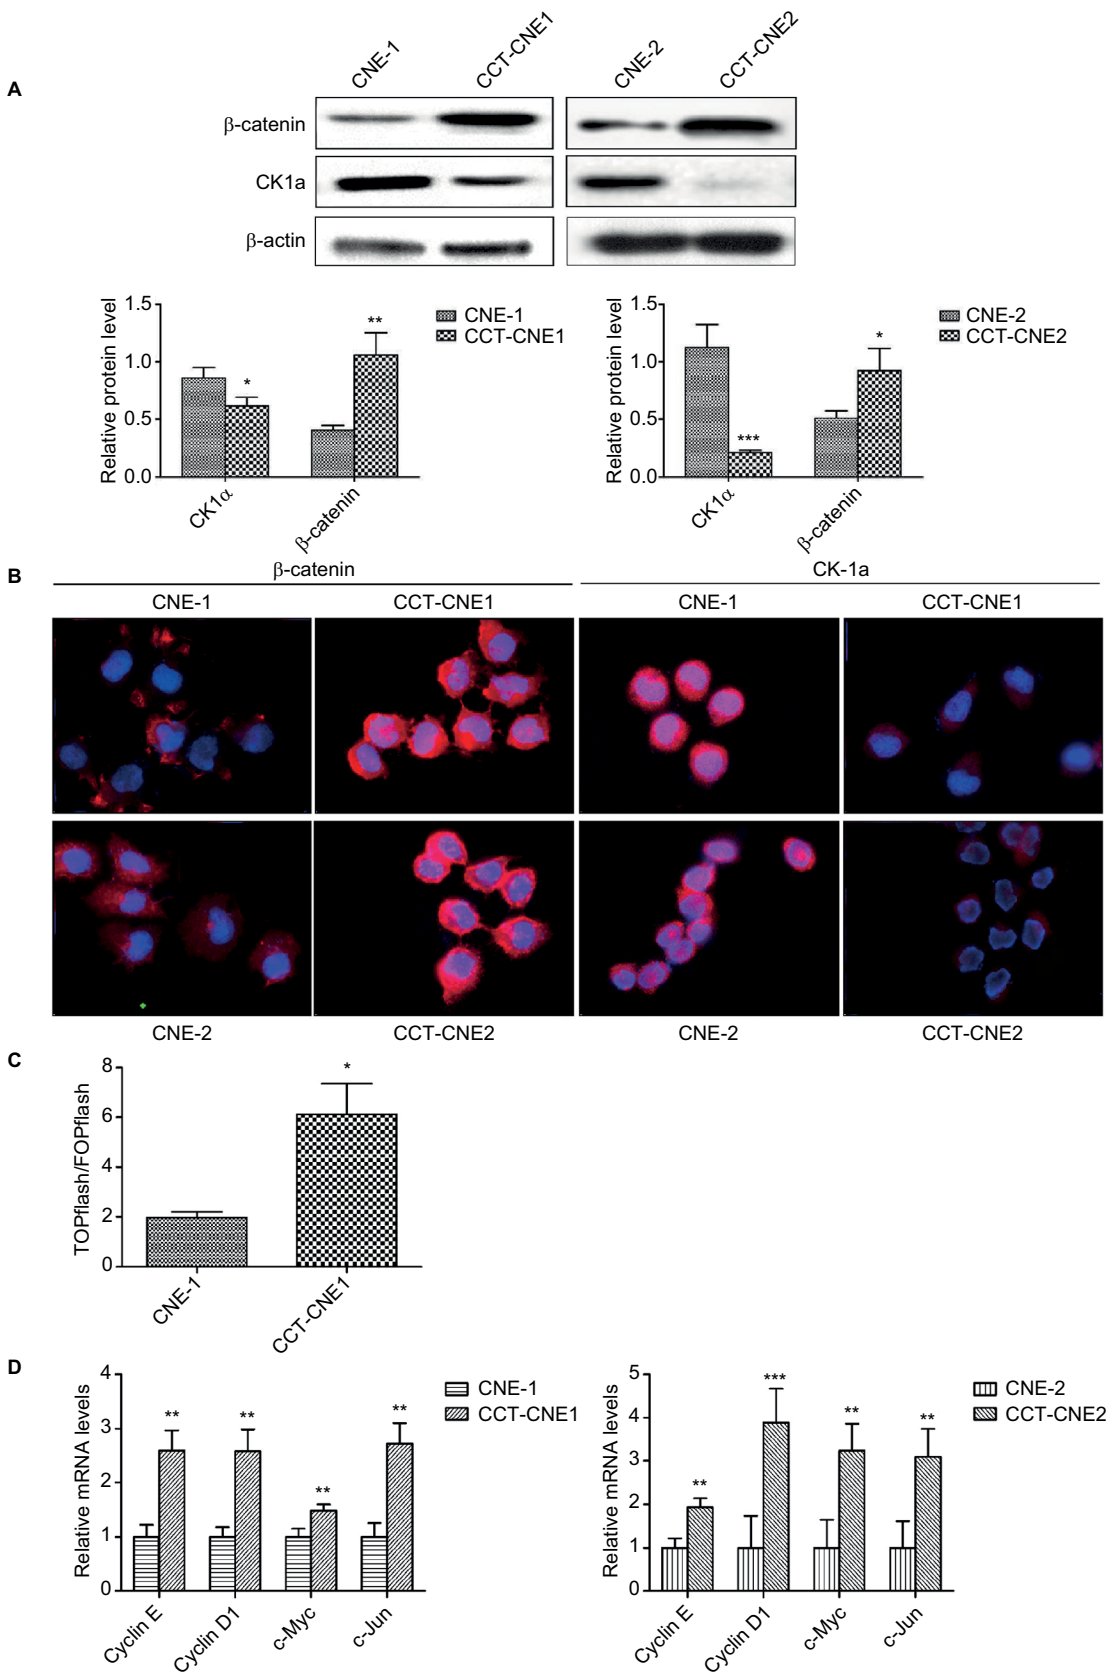 A
CNE-1
CCT-CNE1
CNE-2
CCT-CNE2
β-catenin
CK1a
β-actin
Relative protein level
1.5
1.0
0.5
0.0
*
**
CK1α
β-catenin
CNE-1
CCT-CNE1
Relative protein level
1.5
1.0
0.5
0.0
***
*
CK1α
β-catenin
CNE-2
CCT-CNE2
B
β-catenin
CK-1a
CNE-1
CCT-CNE1
CNE-1
CCT-CNE1
CNE-2
CCT-CNE2
CNE-2
CCT-CNE2
C
TOPflash/FOPflash
8
6
4
2
0
*
CNE-1
CCT-CNE1
D
Relative mRNA levels
4
3
2
1
0
**
**
**
**
Cyclin E
Cyclin D1
c-Myc
c-Jun
CNE-1
CCT-CNE1
Relative mRNA levels
5
4
3
2
1
0
**
***
**
**
Cyclin E
Cyclin D1
c-Myc
c-Jun
CNE-2
CCT-CNE2